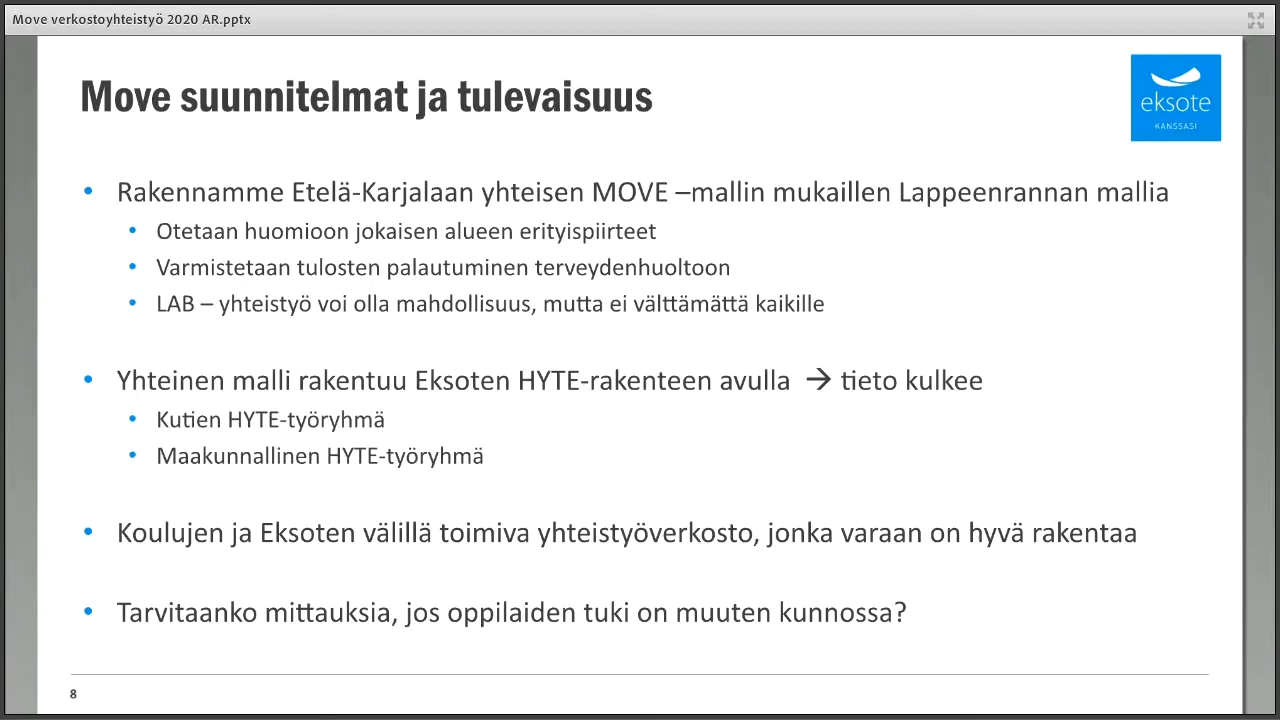 Move verkostoyhteistyö 2020 AR.pptx
Move suunnitelmat ja tulevaisuus
eksote
KANSSASI
• Rakennamme Etelä-Karjalaan yhteisen MOVE –mallin mukaillen Lappeenrannan mallia
• Otetaan huomioon jokaisen alueen erityispiirteet
• Varmistetaan tulosten palautuminen terveydenhuoltoon
• LAB – yhteistyö voi olla mahdollisuus, mutta ei välttämättä kaikille
• Yhteinen malli rakentuu Eksoten HYTE-rakenteen avulla → tieto kulkee
• Kutien HYTE-työryhmä
• Maakunnallinen HYTE-työryhmä
• Koulujen ja Eksoten välillä toimiva yhteistyöverkosto, jonka varaan on hyvä rakentaa
• Tarvitaanko mittauksia, jos oppilaiden tuki on muuten kunnossa?
8